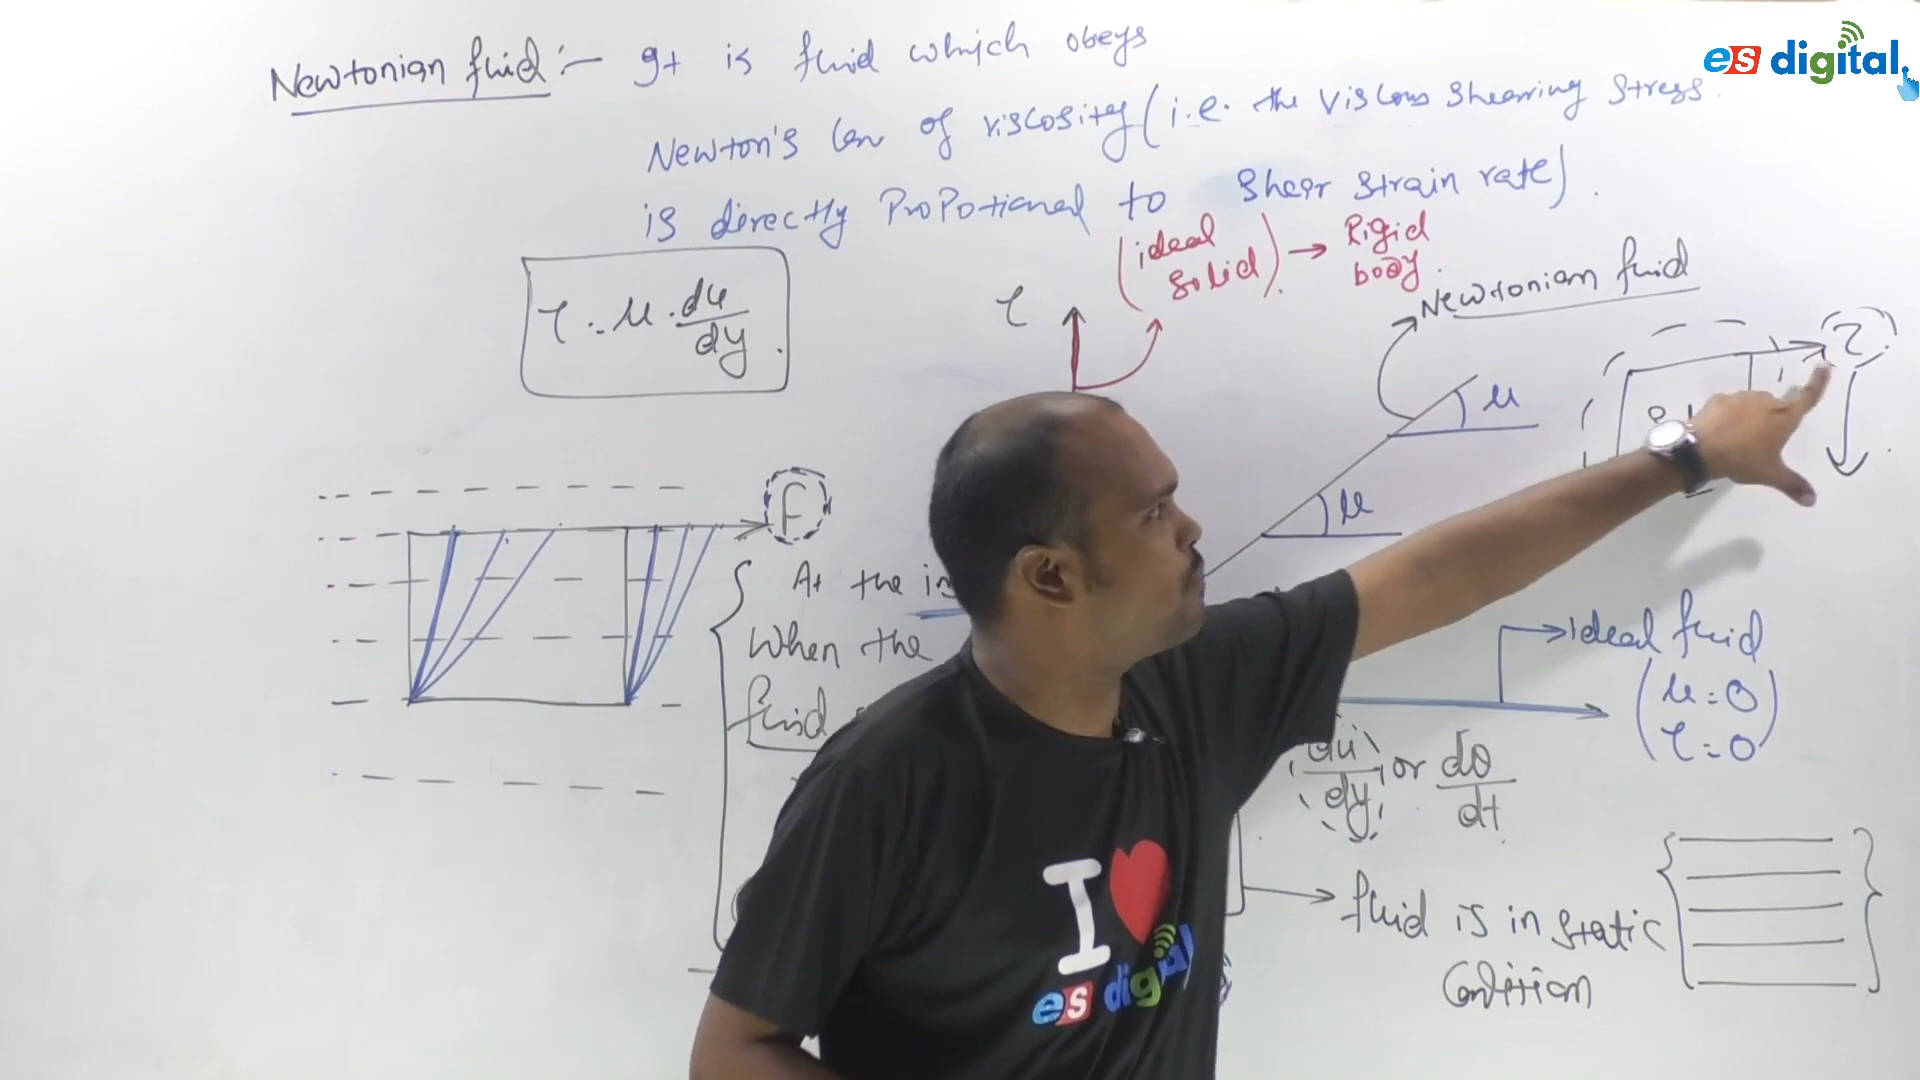 es digital
Newtonian fluid :- It is fluid which obeys
Newton's law of viscosity (i.e. the viscous shearing stress.
is directly Propotional to shear strain rate).
τ = μ · du/dy.
τ
(ideal
solid).
→ Rigid
body.
Newtonian fluid
τ
μ
μ
F
At the
When the
fluid
ideal fluid
(μ = 0
τ = 0)
du/dy or dθ/dt
fluid is in static
Condition
I ♥
es digital